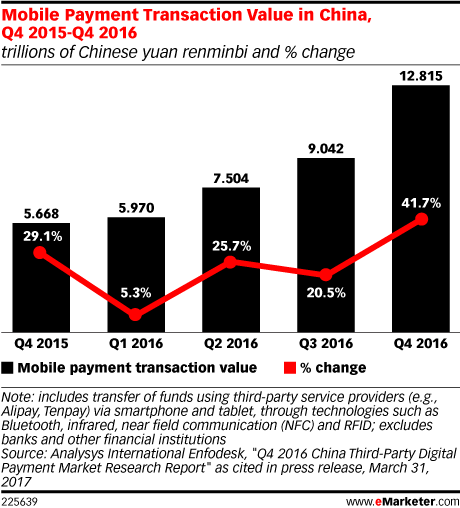 Mobile Payment Transaction Value in China,
Q4 2015-Q4 2016
trillions of Chinese yuan renminbi and % change
12.815
9.042
7.504
5.668
5.970
29.1%
5.3%
25.7%
20.5%
41.7%
Q4 2015
Q1 2016
Q2 2016
Q3 2016
Q4 2016
Mobile payment transaction value
% change
Note: includes transfer of funds using third-party service providers (e.g.,
Alipay, Tenpay) via smartphone and tablet, through technologies such as
Bluetooth, infrared, near field communication (NFC) and RFID; excludes
banks and other financial institutions
Source: Analysys International Enfodesk, "Q4 2016 China Third-Party Digital
Payment Market Research Report" as cited in press release, March 31,
2017
225639
www.eMarketer.com